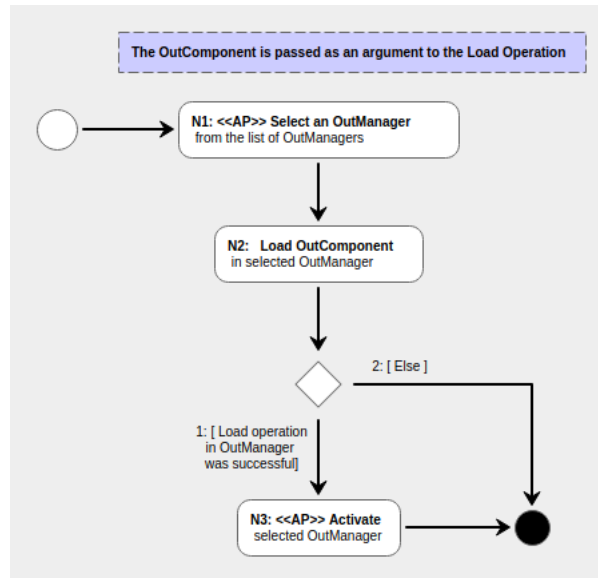 The OutComponent is passed as an argument to the Load Operation
N1: <<AP>> Select an OutManager
from the list of OutManagers
N2: Load OutComponent
in selected OutManager
2: [ Else ]
1: [ Load operation
in OutManager
was successful]
N3: <<AP>> Activate
selected OutManager